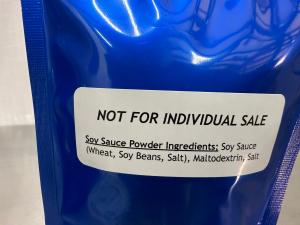 NOT FOR INDIVIDUAL SALE
Soy Sauce Powder Ingredients: Soy Sauce
(Wheat, Soy Beans, Salt), Maltodextrin, Salt